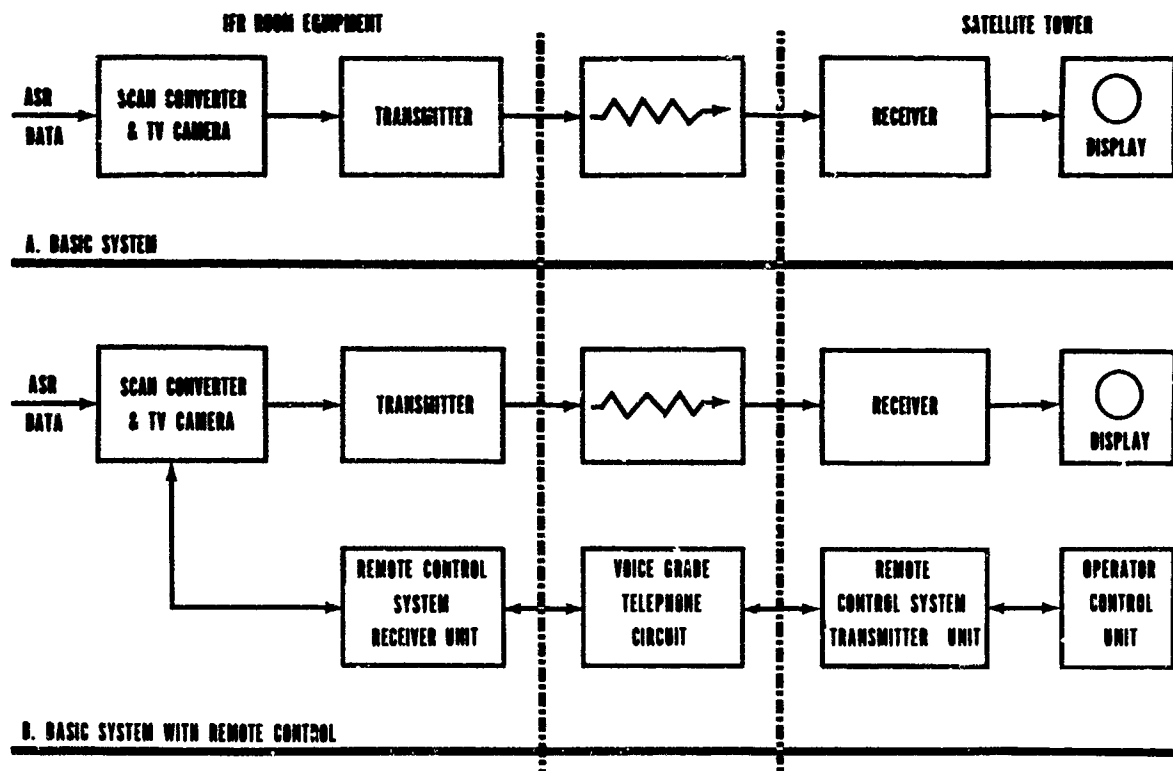 IFR ROOM EQUIPMENT
SATELLITE TOWER
ASR
DATA
SCAN CONVERTER
& TV CAMERA
TRANSMITTER
RECEIVER
DISPLAY
A. BASIC SYSTEM
ASR
DATA
SCAN CONVERTER
& TV CAMERA
TRANSMITTER
RECEIVER
DISPLAY
REMOTE CONTROL
SYSTEM
RECEIVER UNIT
VOICE GRADE
TELEPHONE
CIRCUIT
REMOTE
CONTROL SYSTEM
TRANSMITTER UNIT
OPERATOR
CONTROL
UNIT
B. BASIC SYSTEM WITH REMOTE CONTROL